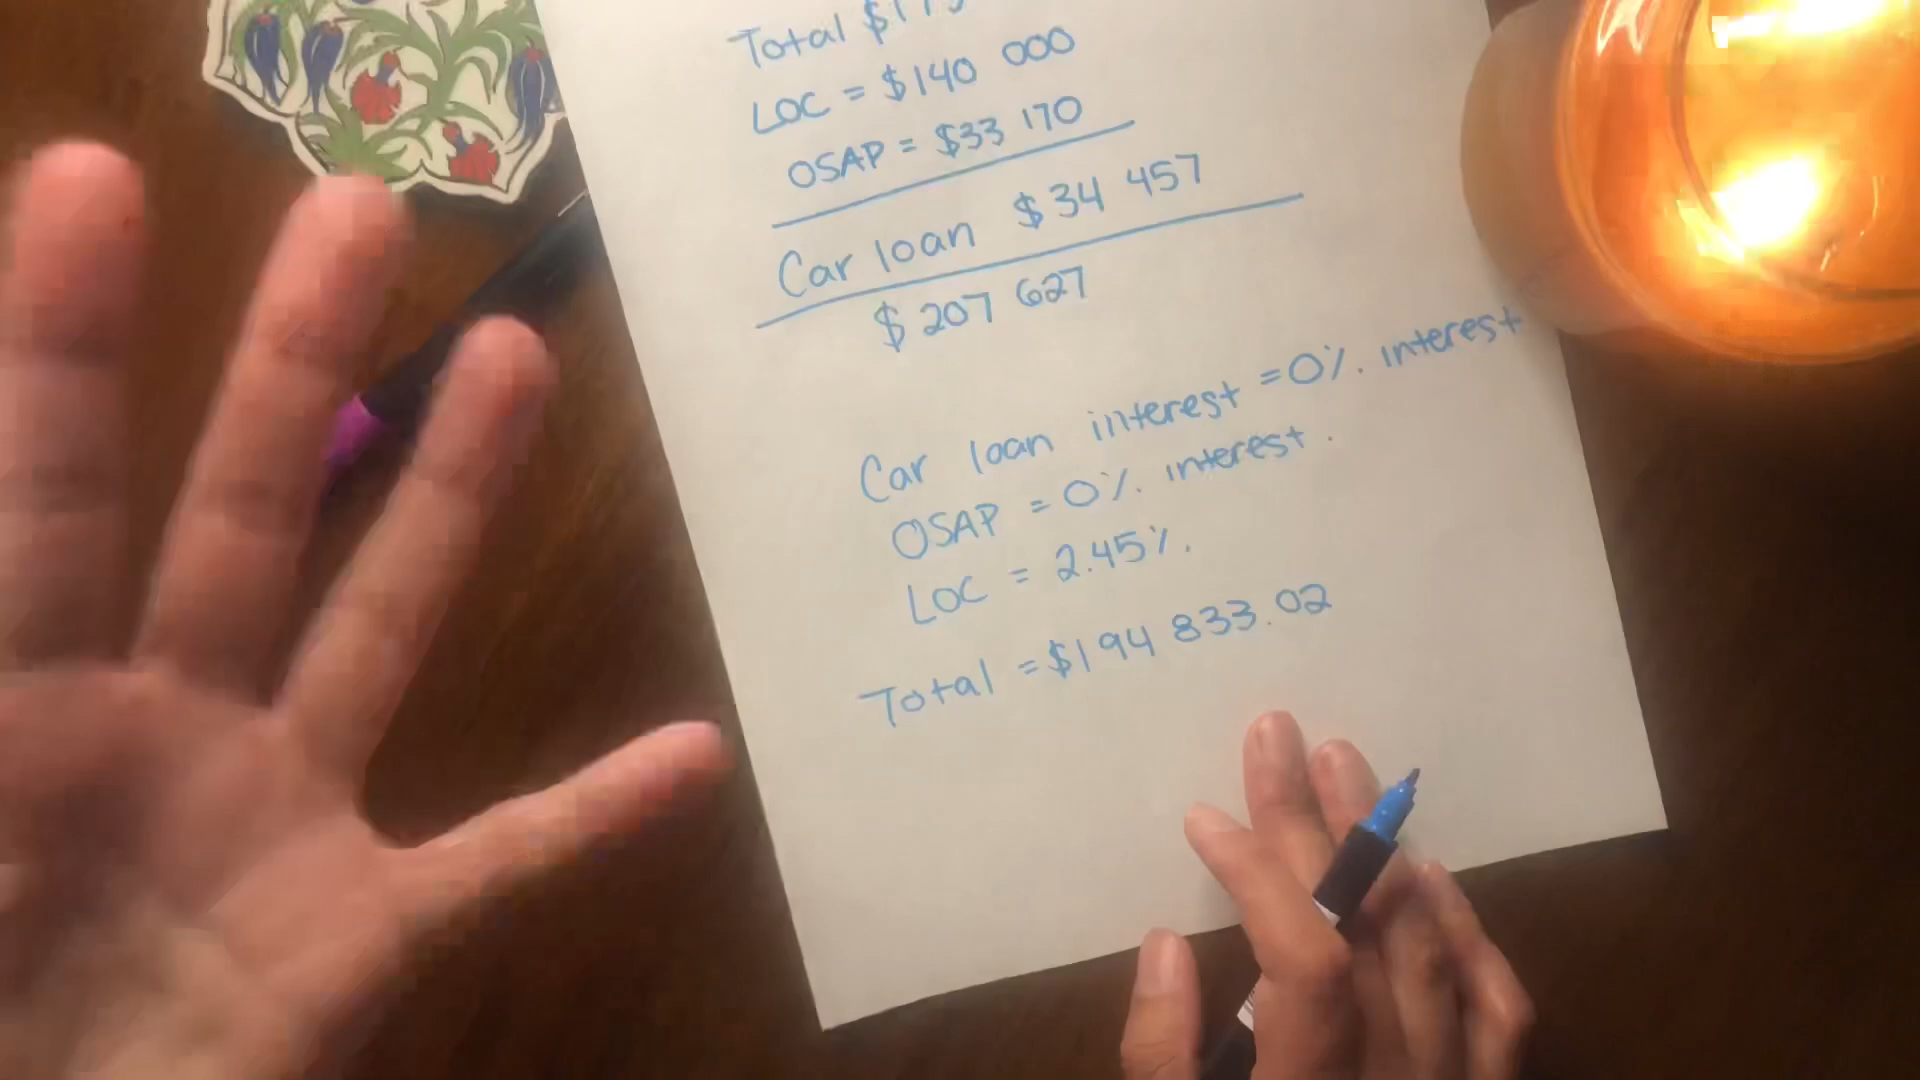 Total
LOC = $140 000
OSAP = $33 170
Car loan $34 457
$207 627
Car loan interest = 0%. interest
OSAP = 0%. interest.
LOC = 2.45%.
Total = $194 833.02